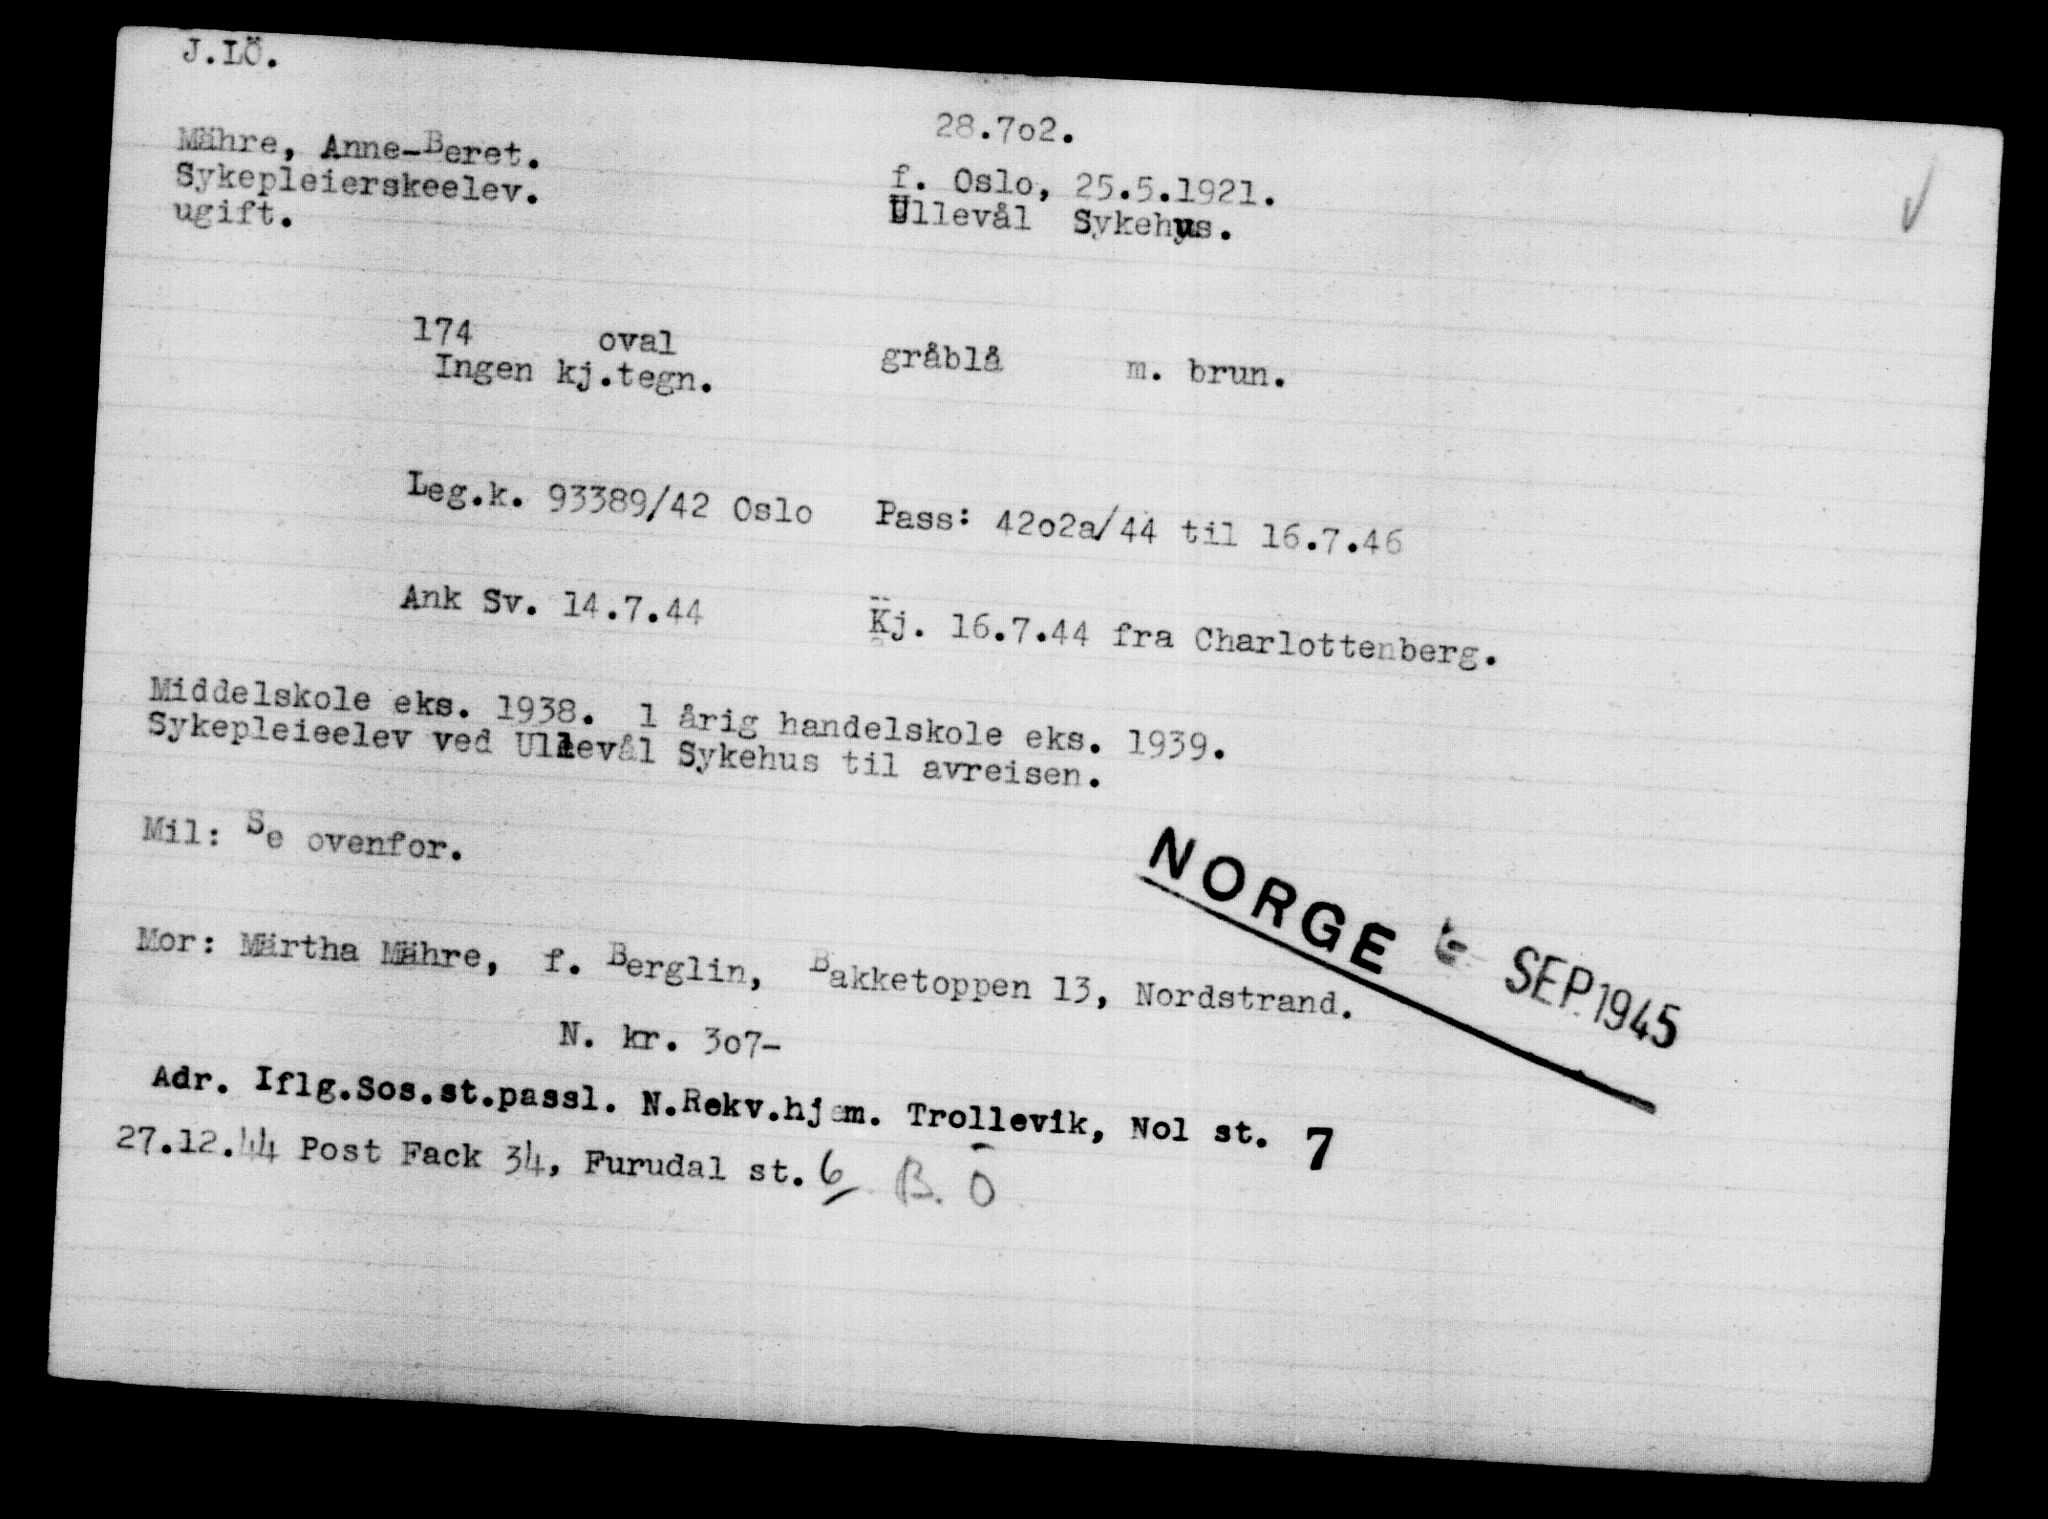 J.LÖ.
28.7o2.
Mähre, Anne-Beret.
f. Oslo, 25.5.1921.
Sykepleierskeelev.
Ullevål Sykehus.
ugift.
174 oval gråblå m. brun.
Ingen kj.tegn.
Leg.k. 93389/42 Oslo Pass: 42o2a/44 til 16.7.46
Ank Sv. 14.7.44 Kj. 16.7.44 fra Charlottenberg.
Middelskole eks. 1938. 1 årig handelskole eks. 1939.
Sykepleieelev ved Ullevål Sykehus til avreisen.
Mil: Se ovenfor.
NORGE SEP.1945
Mor: Märtha Mähre, f. Berglin, Bakketoppen 13, Nordstrand.
N. kr. 3o7-
Adr. Iflg.Sos.st.passl. N.Rekv.hjem. Trollevik, Nol st. 7
27.12.44 Post Fack 34, Furudal st. 6 B. Ö